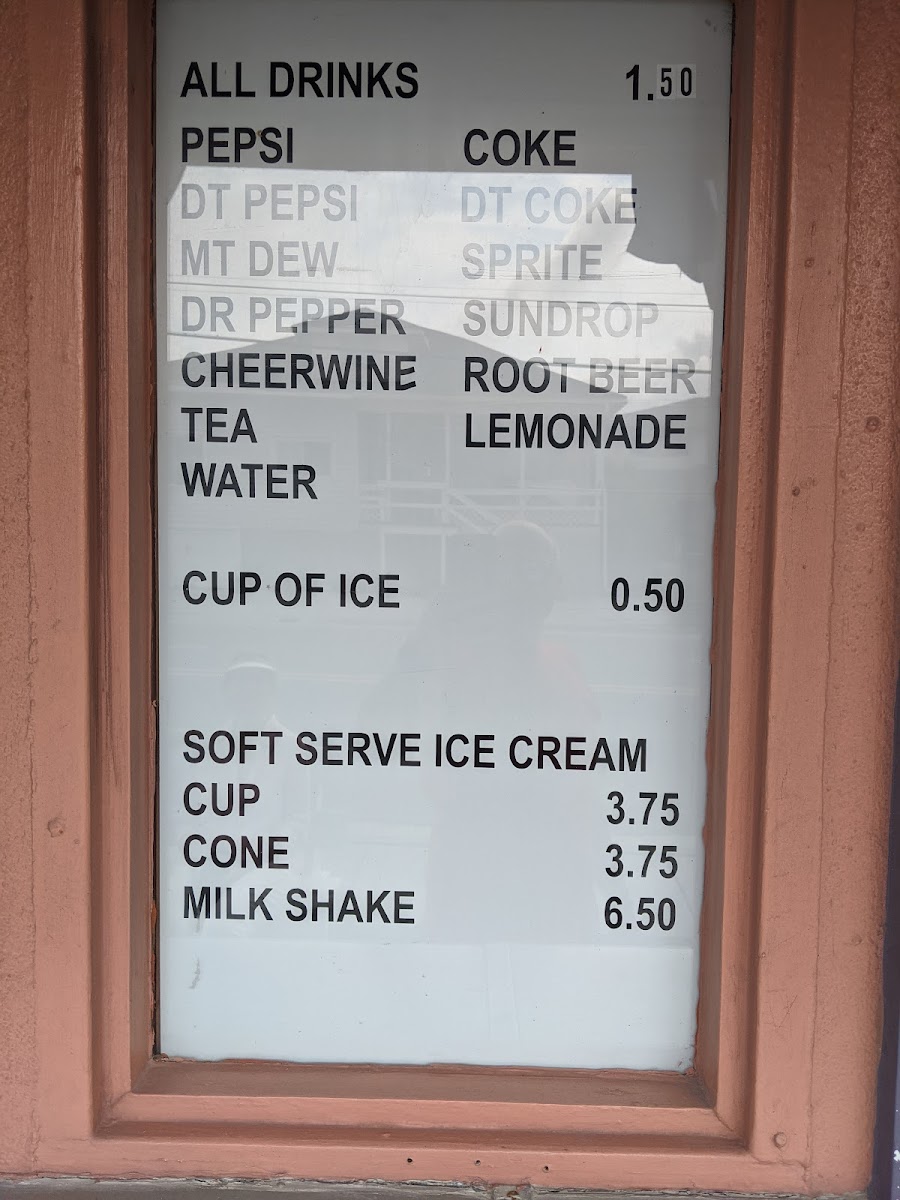 ALL DRINKS 1.50
PEPSI COKE
DT PEPSI DT COKE
MT DEW SPRITE
DR PEPPER SUNDROP
CHEERWINE ROOT BEER
TEA LEMONADE
WATER
CUP OF ICE 0.50
SOFT SERVE ICE CREAM
CUP 3.75
CONE 3.75
MILK SHAKE 6.50